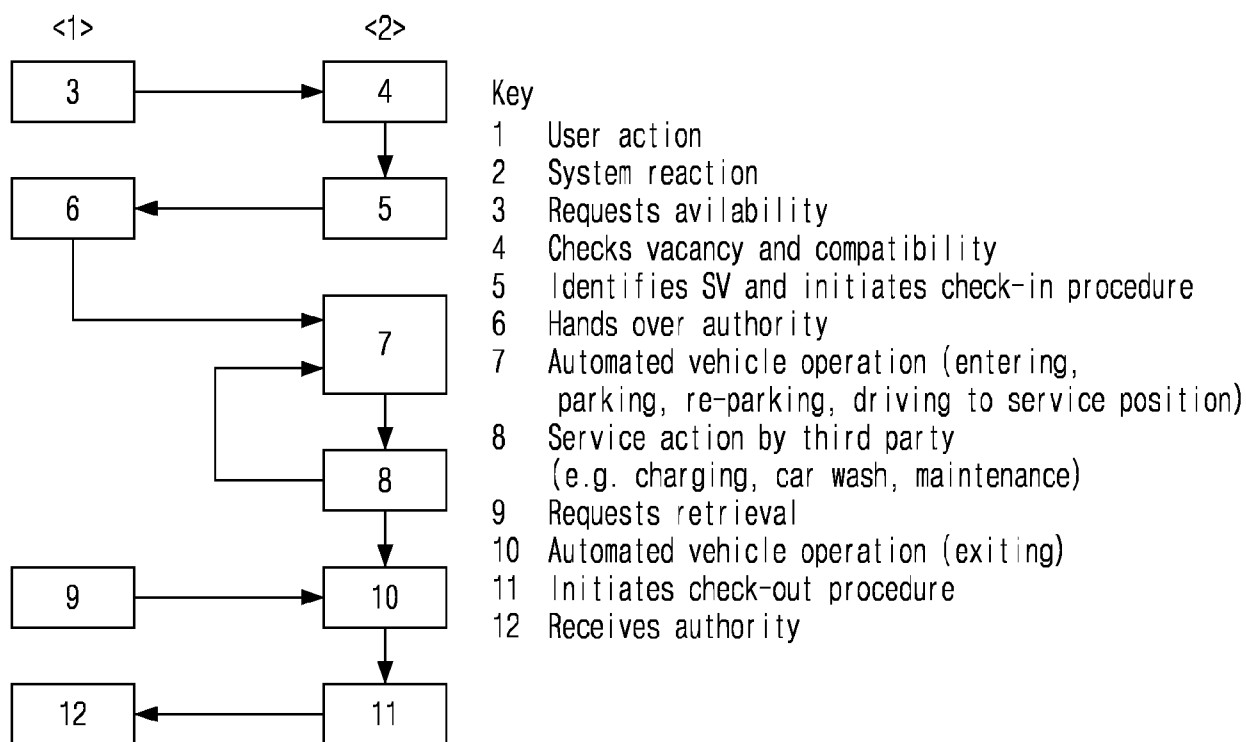 <1>
<2>
3
4
6
5
7
8
9
10
12
11
Key
1 User action
2 System reaction
3 Requests avilability
4 Checks vacancy and compatibility
5 Identifies SV and initiates check-in procedure
6 Hands over authority
7 Automated vehicle operation (entering,
parking, re-parking, driving to service position)
8 Service action by third party
(e.g. charging, car wash, maintenance)
9 Requests retrieval
10 Automated vehicle operation (exiting)
11 Initiates check-out procedure
12 Receives authority